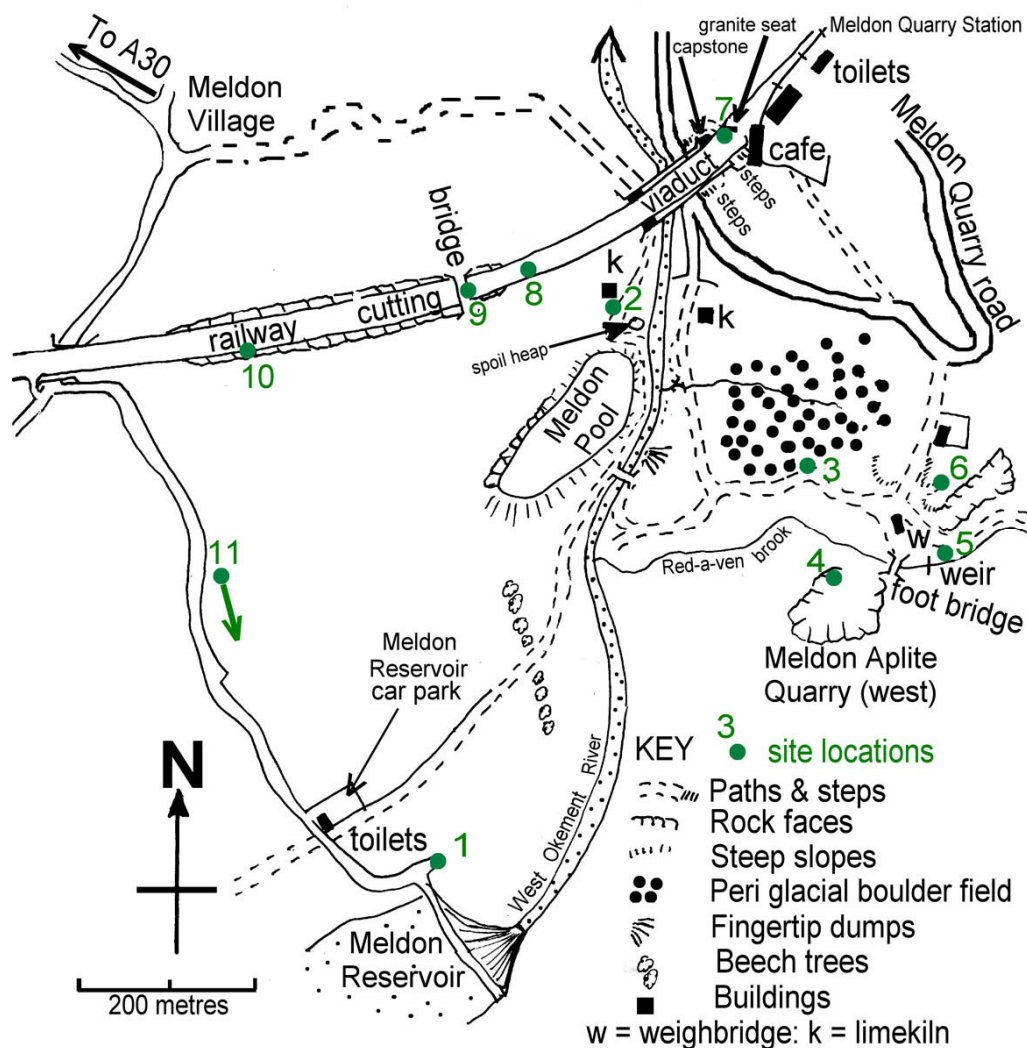 To A30
Meldon
Village
granite seat
capstone
Meldon Quarry Station
toilets
7
cafe
steps
steps
viaduct
Meldon Quarry road
bridge
8
9
k
2
railway cutting
10
spoil heap
k
Meldon
Pool
3
6
w
5
weir
foot bridge
4
Red-a-ven brook
Meldon Aplite
Quarry (west)
11
Meldon
Reservoir
car park
West Okement River
N
toilets
1
Meldon
Reservoir
200 metres
3
KEY
site locations
Paths & steps
Rock faces
Steep slopes
Peri glacial boulder field
Fingertip dumps
Beech trees
Buildings
w = weighbridge: k = limekiln